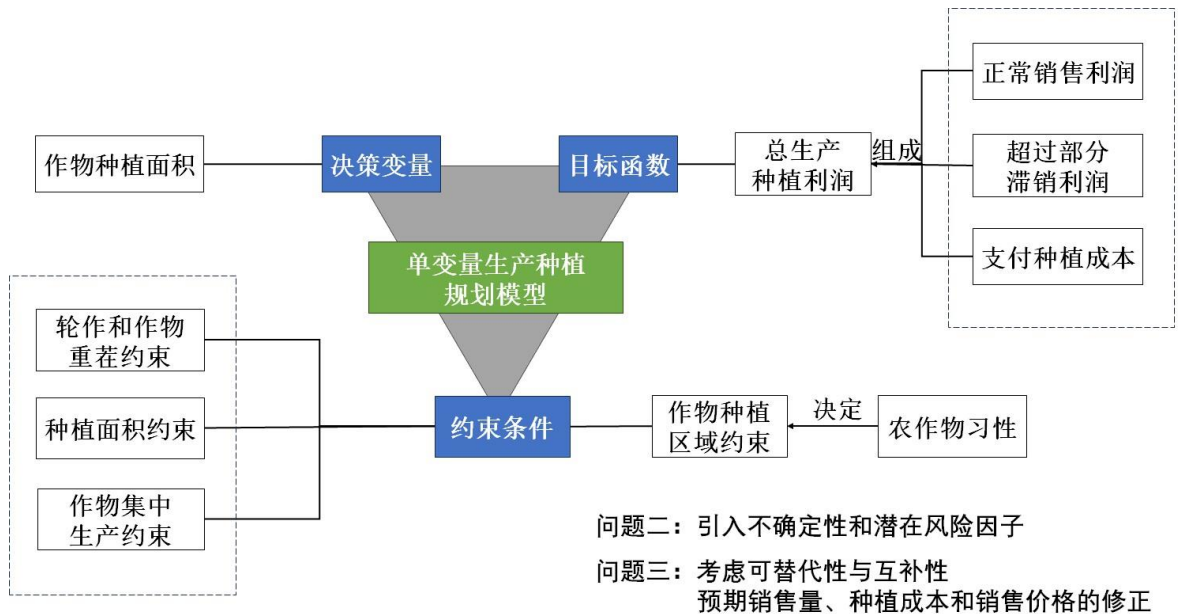 正常销售利润
作物种植面积
决策变量
目标函数
总生产
种植利润
组成
超过部分
滞销利润
单变量生产种植
规划模型
支付种植成本
轮作和作物
重茬约束
种植面积约束
约束条件
作物种植
区域约束
决定
农作物习性
作物集中
生产约束
问题二：引入不确定性和潜在风险因子
问题三：考虑可替代性与互补性
预期销售量、种植成本和销售价格的修正